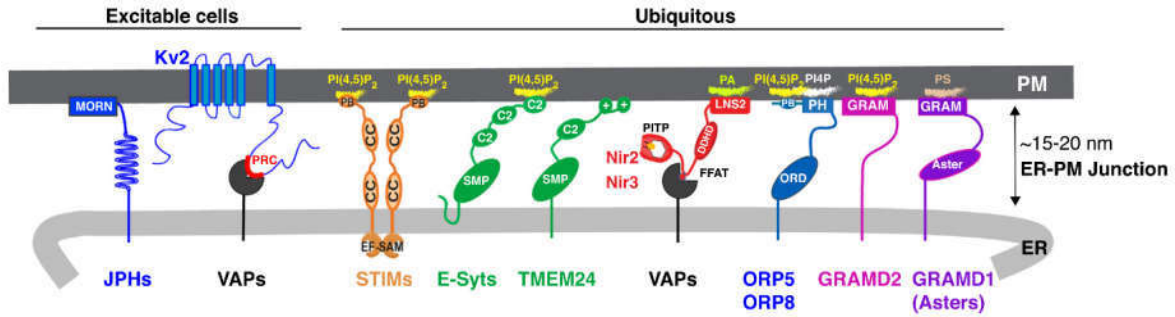 Excitable cells
Ubiquitous
Kv2
PI(4,5)P2
PI(4,5)P2
PI(4,5)P2
PA
PI(4,5)P2
PI4P
PI(4,5)P2
PS
PM
MORN
PB
PB
C2
+
+
LNS2
PB
PH
GRAM
GRAM
C2
C2
C2
CC
CC
PITP
DDHD
~15-20 nm
ER-PM Junction
PRC
Nir2
Nir3
FFAT
Aster
CC
CC
SMP
SMP
ORD
EF-SAM
ER
JPHs
VAPs
STIMs
E-Syts
TMEM24
VAPs
ORP5
ORP8
GRAMD2
GRAMD1
(Asters)